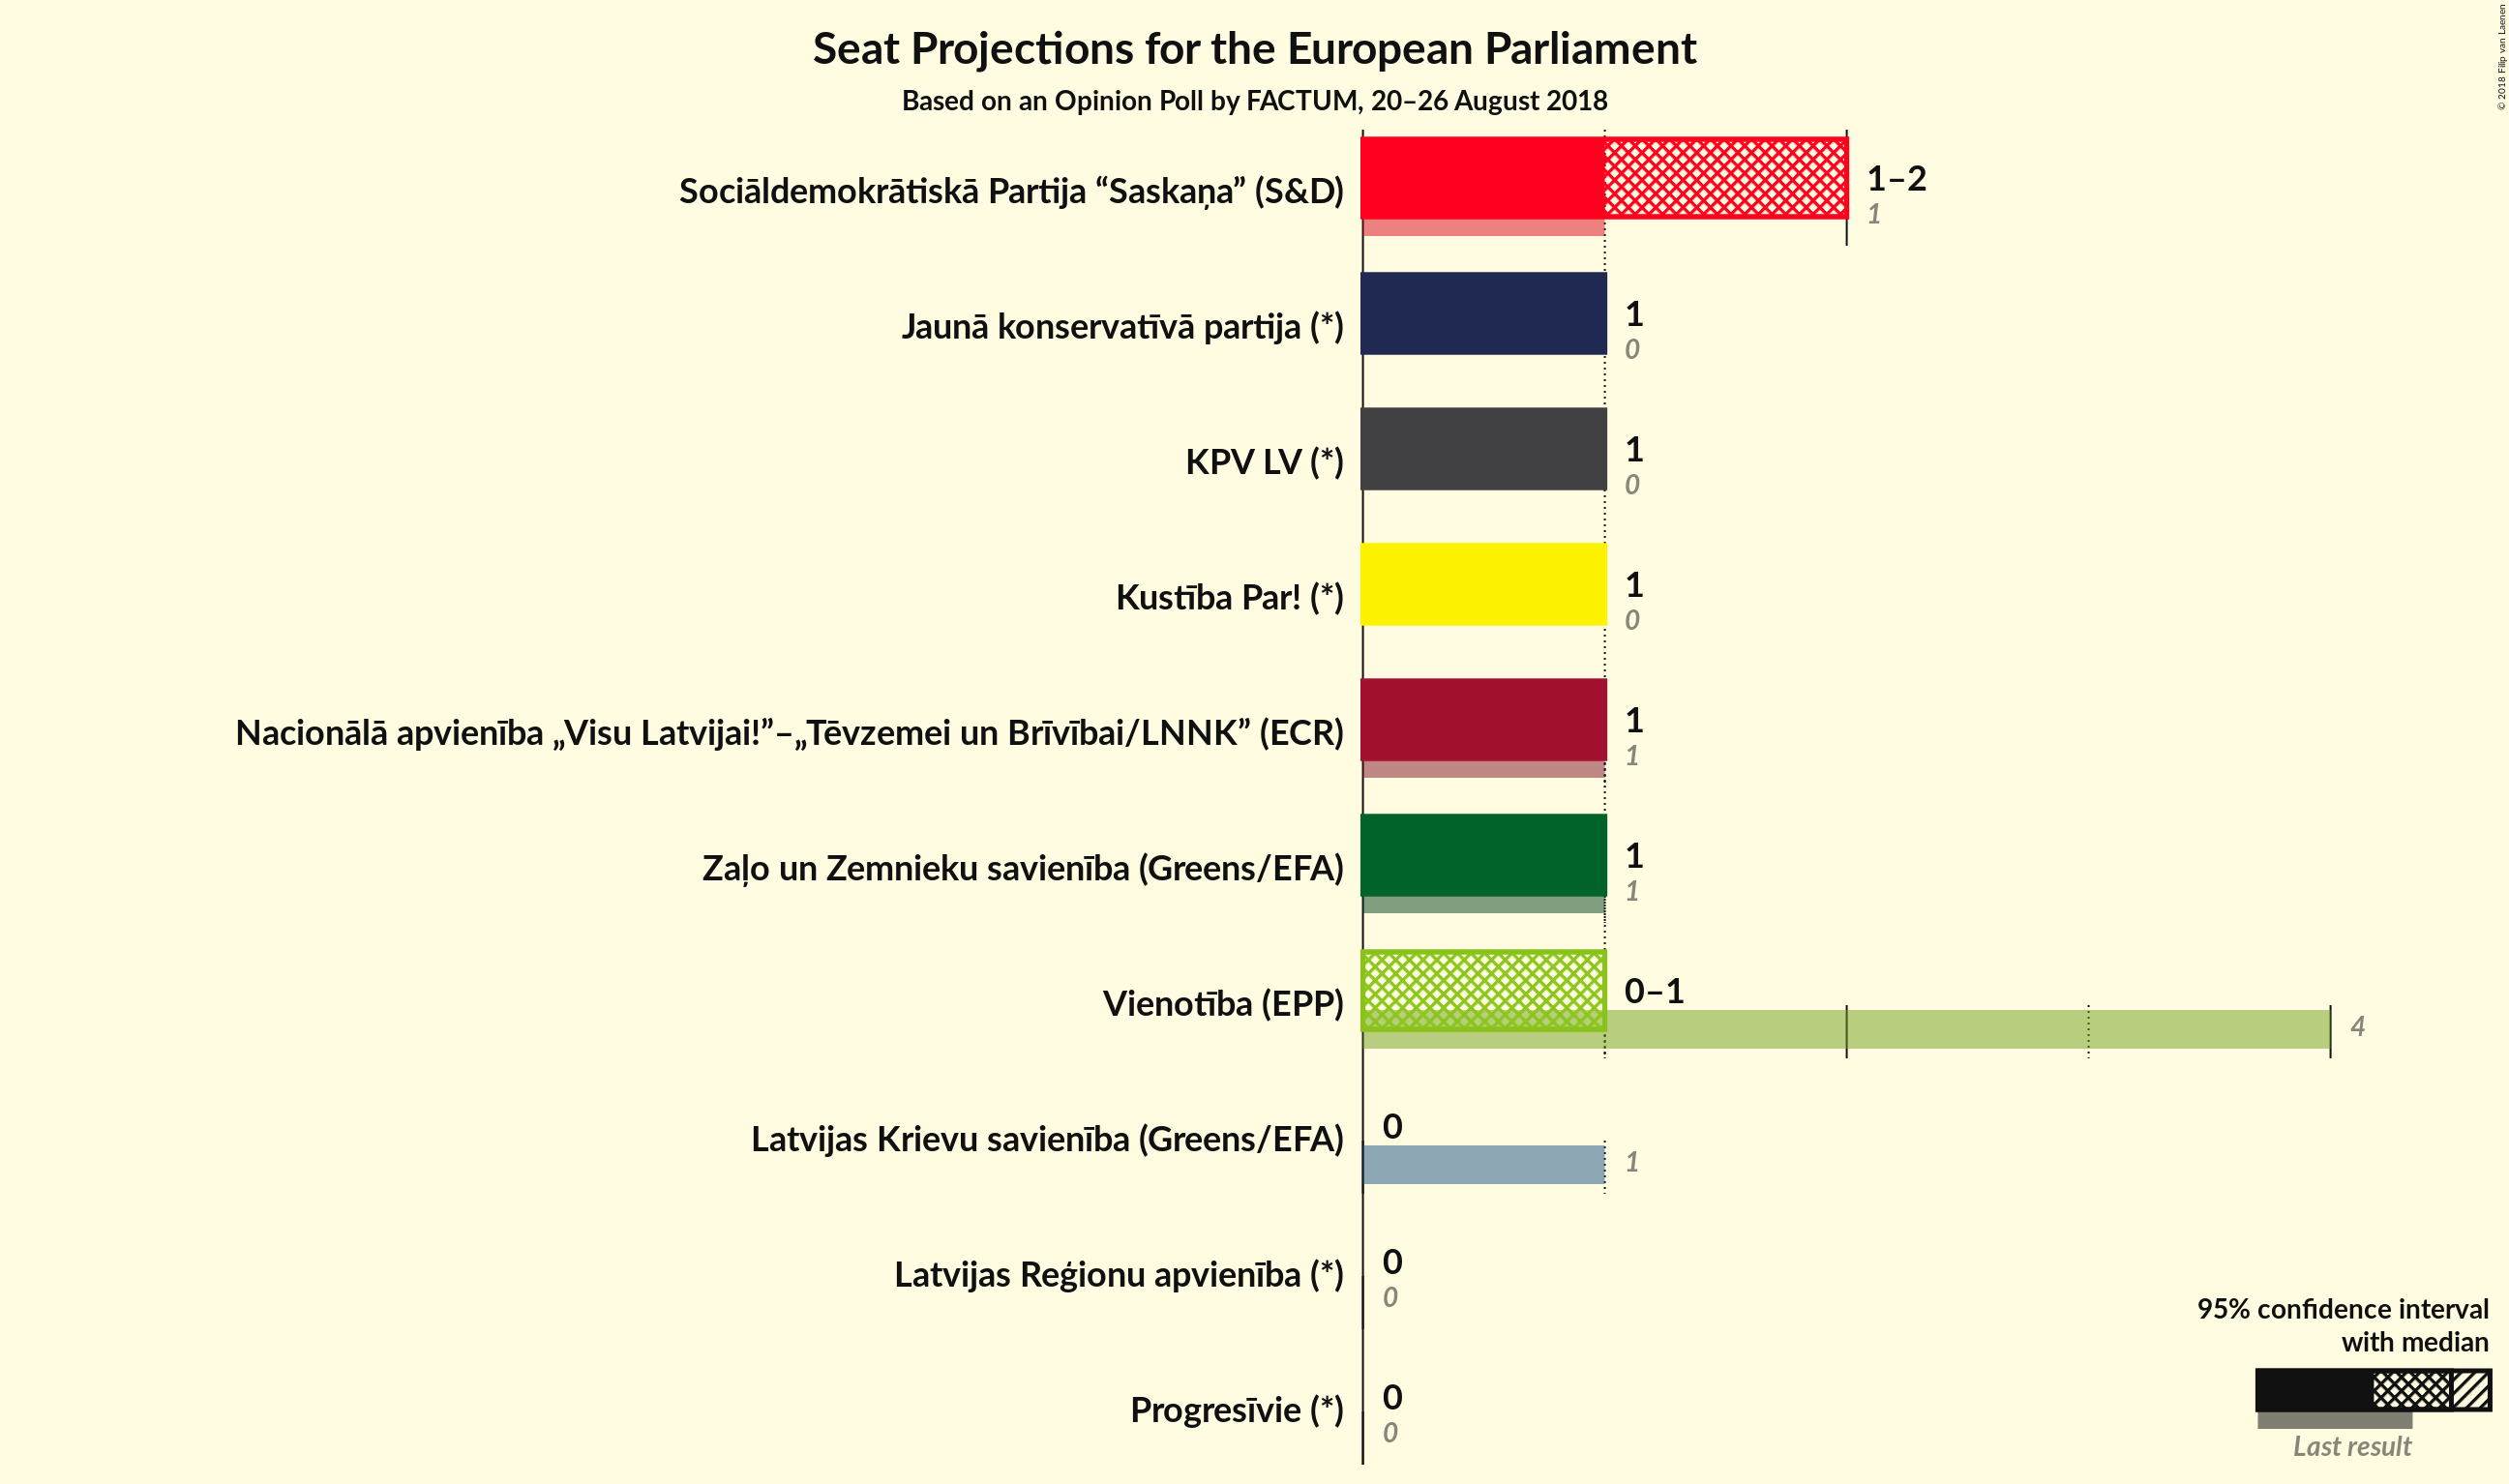 Seat Projections for the European Parliament
Based on an Opinion Poll by FACTUM, 20–26 August 2018
© 2018 Filip van Laenen
Sociāldemokrātiskā Partija “Saskaņa” (S&D)
1–2
1
Jaunā konservatīvā partija (*)
1
0
KPV LV (*)
1
0
Kustība Par! (*)
1
0
Nacionālā apvienība „Visu Latvijai!”–„Tēvzemei un Brīvībai/LNNK” (ECR)
1
1
Zaļo un Zemnieku savienība (Greens/EFA)
1
1
Vienotība (EPP)
0–1
4
Latvijas Krievu savienība (Greens/EFA)
0
1
Latvijas Reģionu apvienība (*)
0
0
Progresīvie (*)
0
0
95% confidence interval
with median
Last result